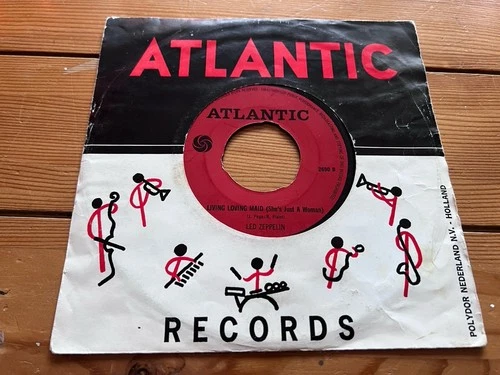 ATLANTIC
ATLANTIC
LIVING LOVING MAID (She's Just A Woman)
LED ZEPPELIN
RECORDS
POLYDOR NEDERLAND N.V. - HOLLAND